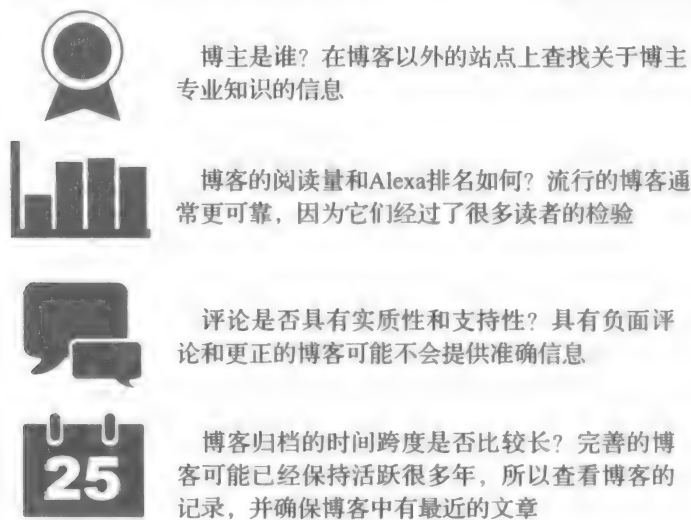 博主是谁？在博客以外的站点上查找关于博主
专业知识的信息
博客的阅读量和Alexa排名如何？流行的博客通
常更可靠，因为它们经过了很多读者的检验
评论是否具有实质性和支持性？具有负面评
论和更正的博客可能不会提供准确信息
25
博客归档的时间跨度是否比较长？完善的博
客可能已经保持活跃很多年，所以查看博客的
记录，并确保博客中有最近的文章